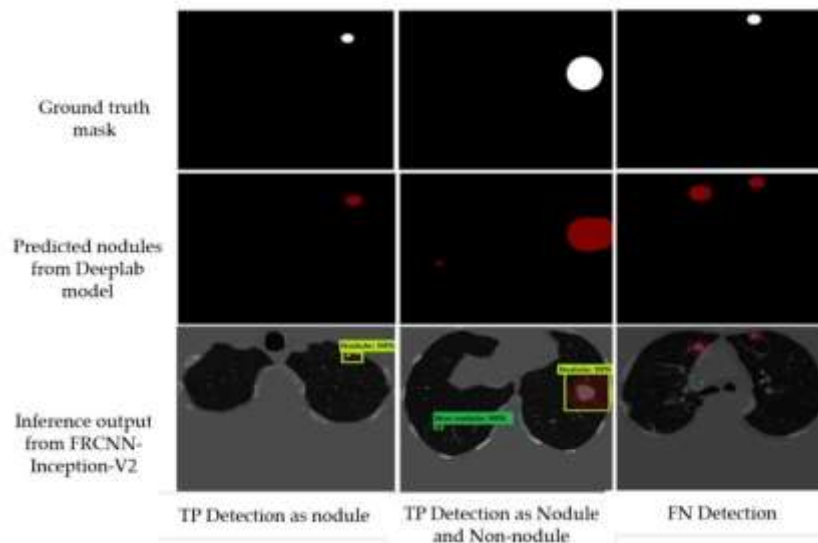 Ground truth
mask
Predicted nodules
from Deeplab
model
Inference output
from FRCNN-
Inception-V2
TP Detection as nodule
TP Detection as Nodule
and Non-nodule
FN Detection